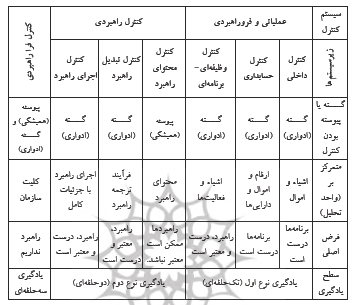 سیستم کنترل
عملیاتی و فروراهبردی
کنترل راهبردی
کنترل فرا راهبردی
زیرسیستم‌ها
کنترل داخلی
کنترل حسابداری
کنترل وظیفه‌ای- برنامه‌ای
کنترل محتوای راهبرد
کنترل تبدیل راهبرد
کنترل اجرای راهبرد
گسسته یا پیوسته بودن کنترل
گسسته (ادواری)
گسسته (ادواری)
گسسته (ادواری)
پیوسته (همیشگی)
گسسته (ادواری)
گسسته (ادواری)
پیوسته (همیشگی) و گسسته (ادواری)
متمرکز بر (واحد تحلیل)
اشیاء و اموال
ارقام و اموال و دارایی‌ها
اشیاء و فعالیت‌ها
محتوای راهبرد
فرآیند ترجمه راهبرد
اجرای راهبرد با جزئیات کامل
کلیت سازمان
فرض اصلی
برنامه‌ها درست است
برنامه‌ها درست است
راهبرد، درست و معتبر است
راهبردها ممکن است معتبر نباشد.
راهبرد، معتبر و درست است
راهبرد، درست و معتبر است
راهبرد نداریم
سطح یادگیری
یادگیری نوع اول (تک‌حلقه‌ای)
یادگیری نوع دوم (دوحلقه‌ای)
یادگیری سه‌حلقه‌ای